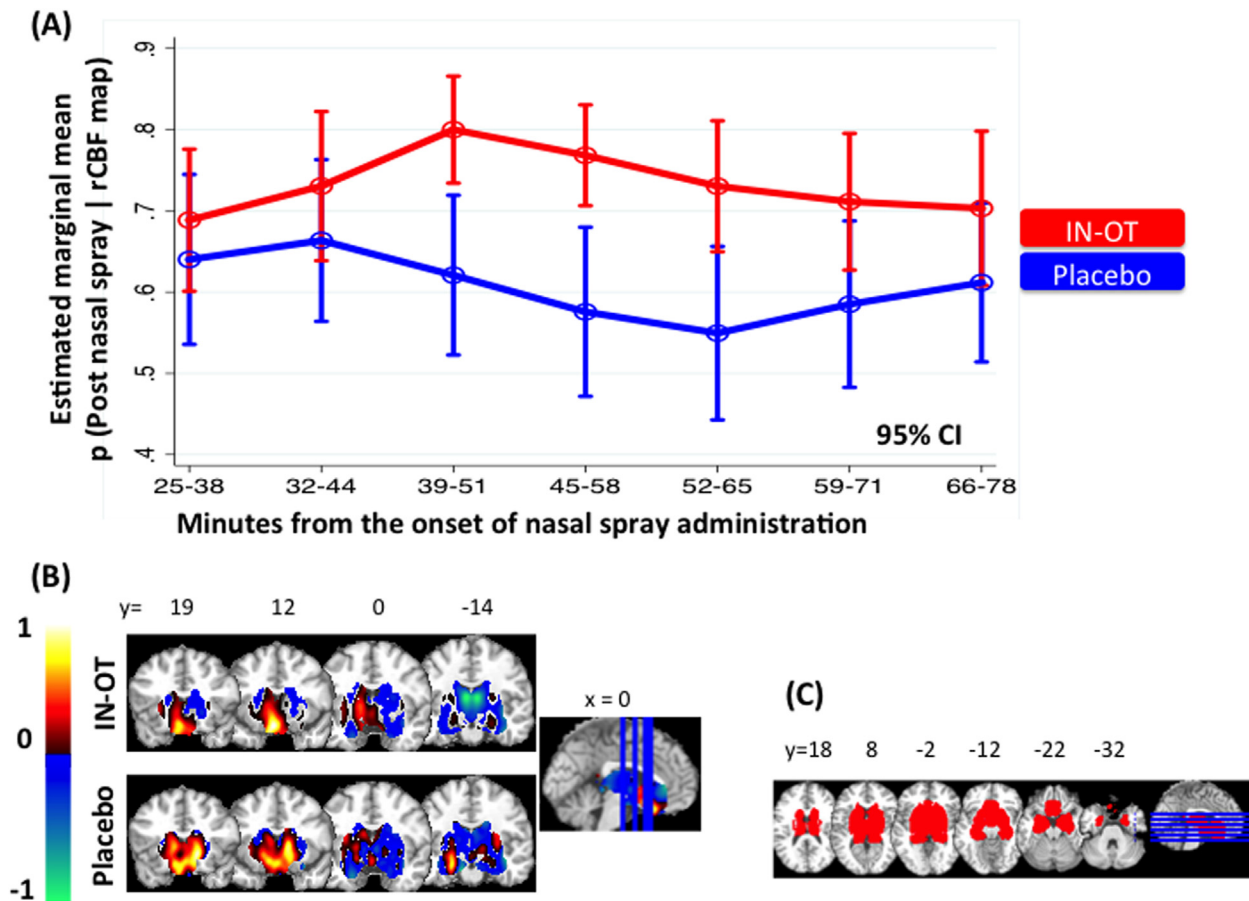 (A)
Estimated marginal mean
p (Post nasal spray | rCBF map)
.9
.8
.7
.6
.5
.4
95% CI
25-38 32-44 39-51 45-58 52-65 59-71 66-78
Minutes from the onset of nasal spray administration
IN-OT
Placebo
(B)
y= 19 12 0 -14
1
0
-1
IN-OT
Placebo
x = 0
(C)
y=18 8 -2 -12 -22 -32